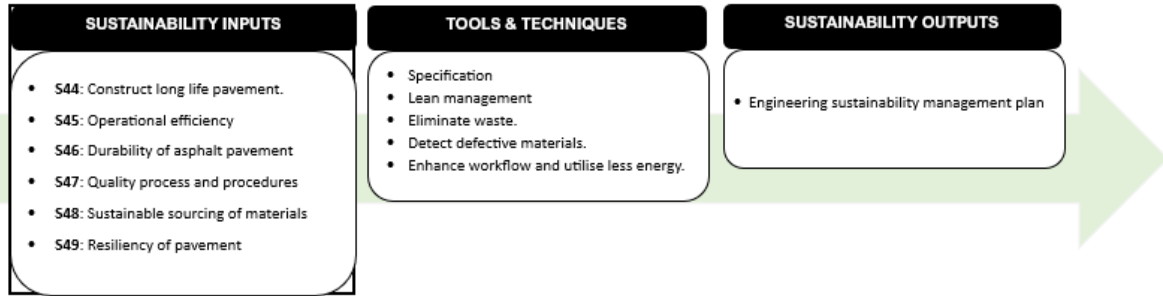 SUSTAINABILITY INPUTS
• S44: Construct long life pavement.
• S45: Operational efficiency
• S46: Durability of asphalt pavement
• S47: Quality process and procedures
• S48: Sustainable sourcing of materials
• S49: Resiliency of pavement
TOOLS & TECHNIQUES
• Specification
• Lean management
• Eliminate waste.
• Detect defective materials.
• Enhance workflow and utilise less energy.
SUSTAINABILITY OUTPUTS
• Engineering sustainability management plan